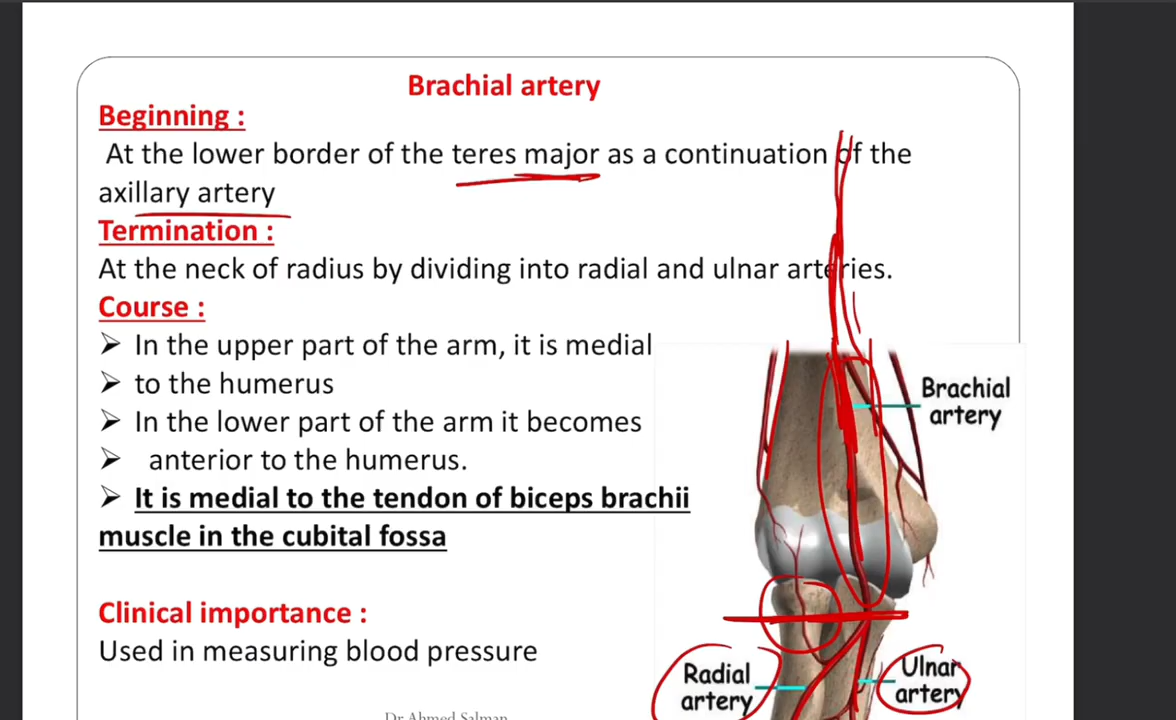 Brachial artery
Beginning :
At the lower border of the teres major as a continuation of the
axillary artery
Termination :
At the neck of radius by dividing into radial and ulnar arteries.
Course :
➤ In the upper part of the arm, it is medial
➤ to the humerus
➤ In the lower part of the arm it becomes
➤ anterior to the humerus.
➤ It is medial to the tendon of biceps brachii
muscle in the cubital fossa
Clinical importance :
Used in measuring blood pressure
Brachial
artery
Radial
artery
Ulnar
artery
Dr Ahmed Salman